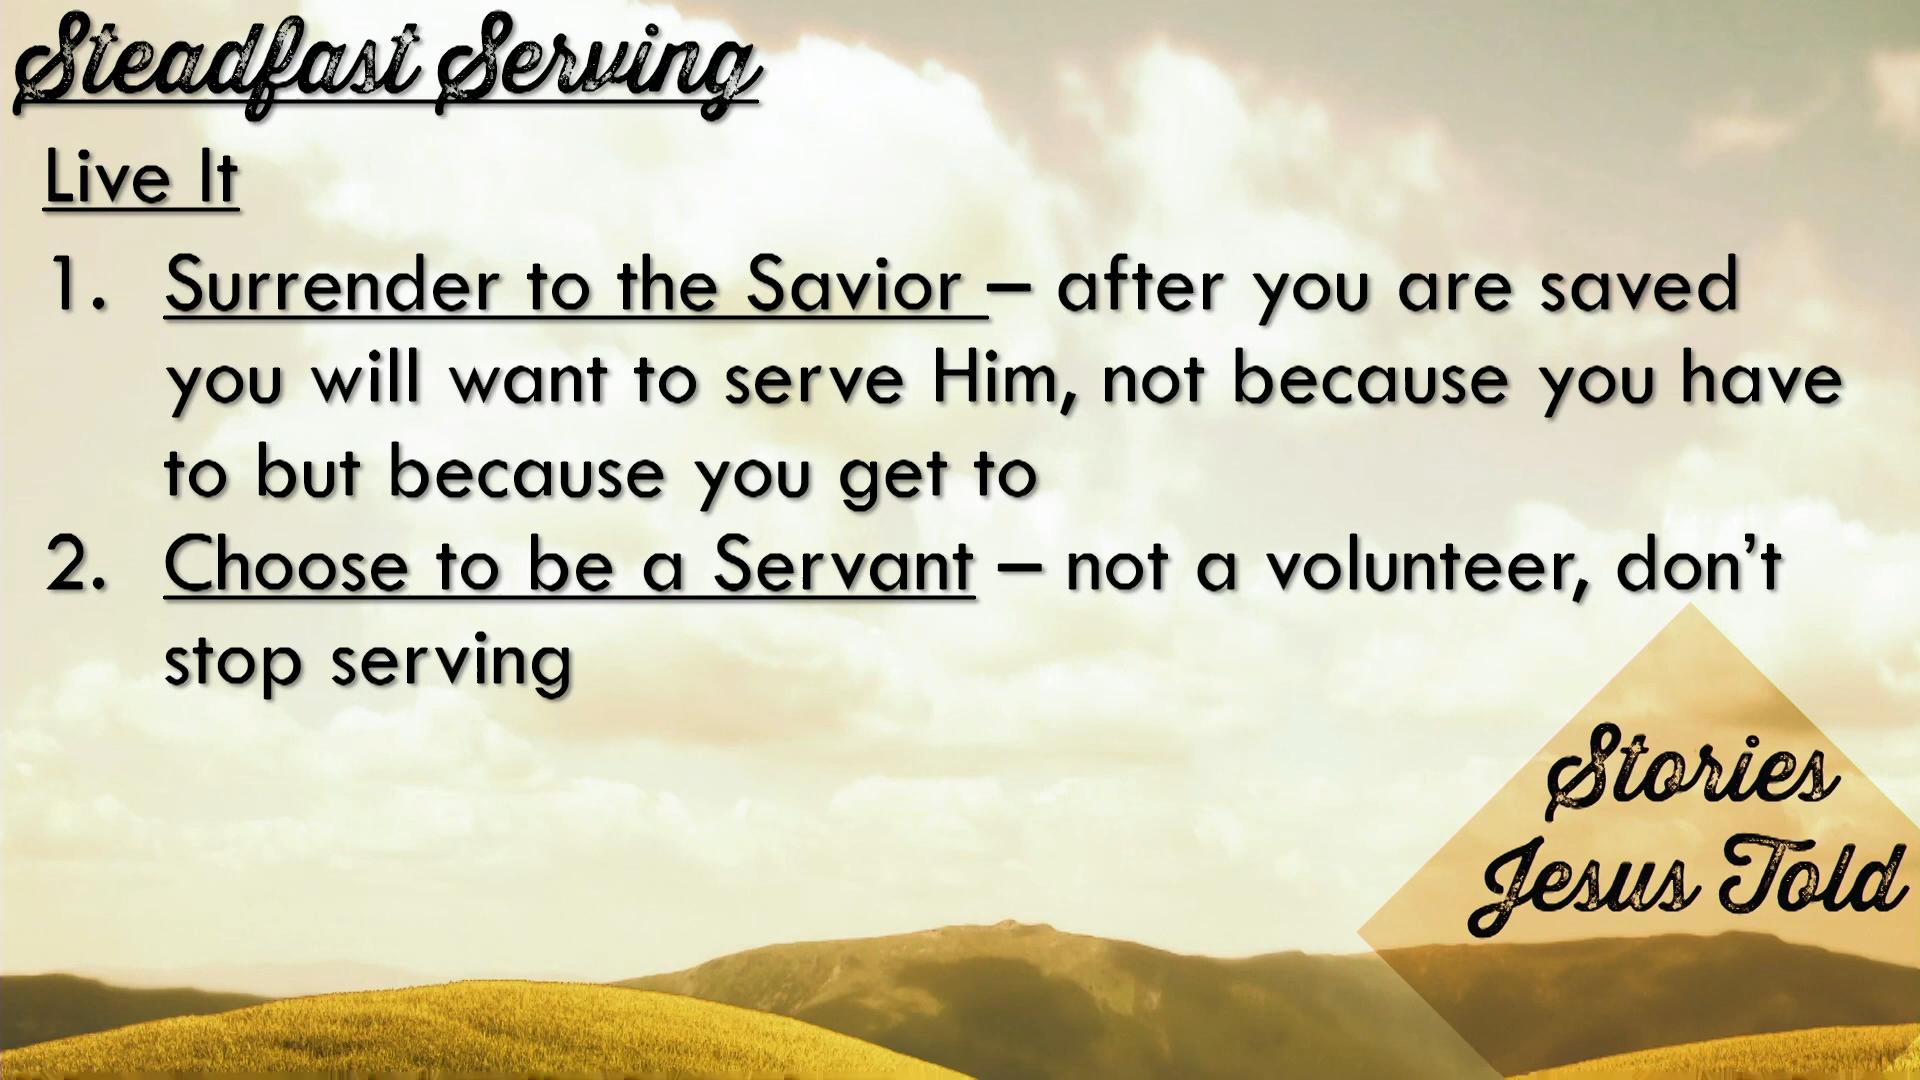 Steadfast Serving
Live It
1. Surrender to the Savior – after you are saved
you will want to serve Him, not because you have
to but because you get to
2. Choose to be a Servant – not a volunteer, don’t
stop serving
Stories
Jesus Told